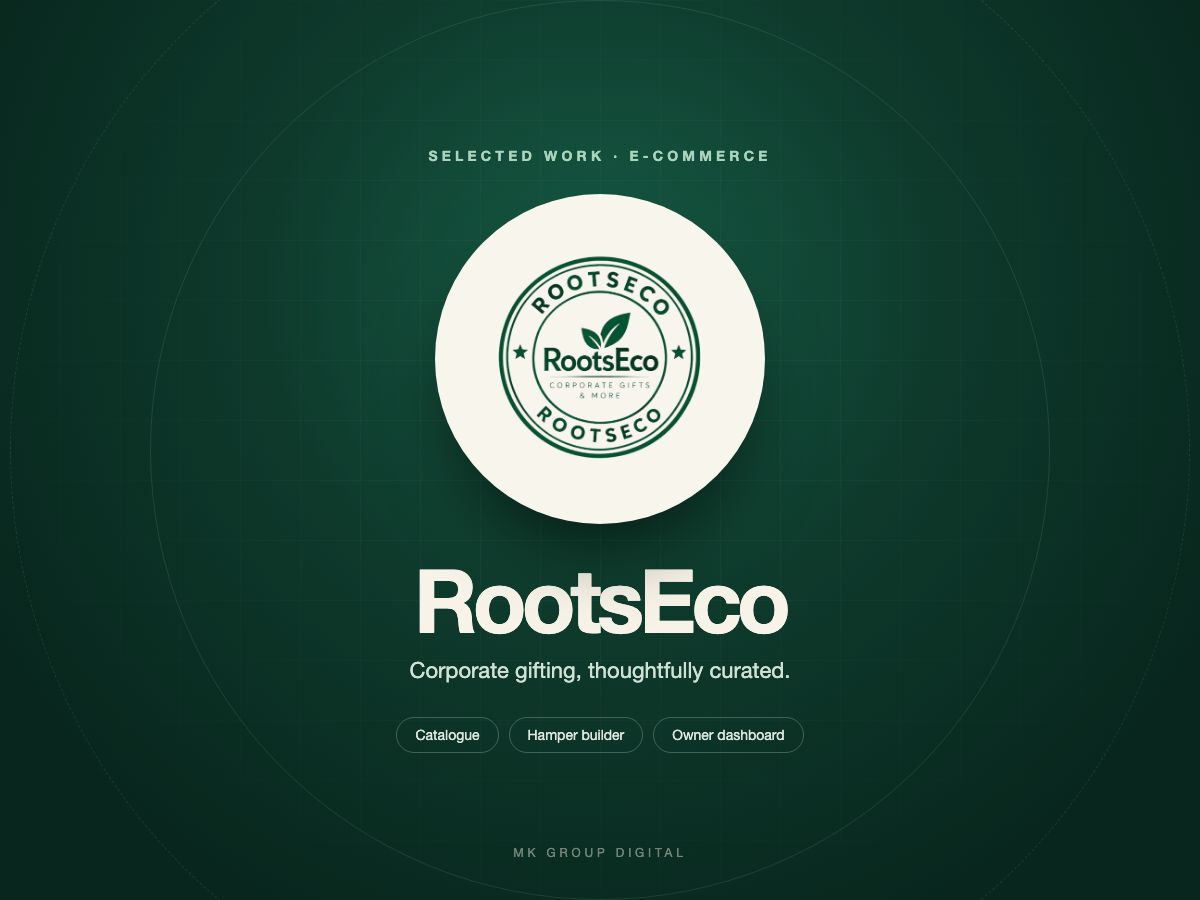 SELECTED WORK · E-COMMERCE
ROOTSECO
RootsEco
CORPORATE GIFTS
& MORE
ROOTSECO
RootsEco
Corporate gifting, thoughtfully curated.
Catalogue Hamper builder Owner dashboard
MK GROUP DIGITAL